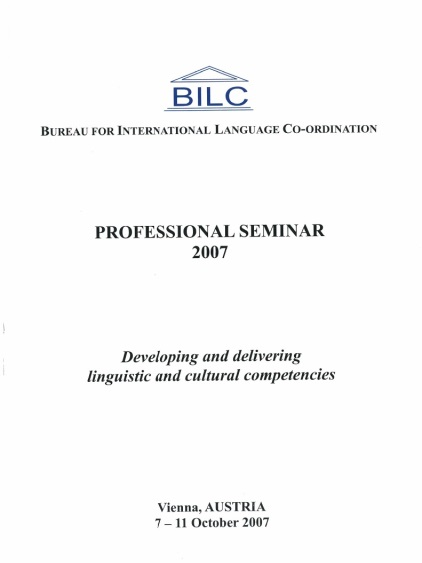 BILC
BUREAU FOR INTERNATIONAL LANGUAGE CO-ORDINATION
PROFESSIONAL SEMINAR
2007
Developing and delivering
linguistic and cultural competencies
Vienna, AUSTRIA
7 – 11 October 2007